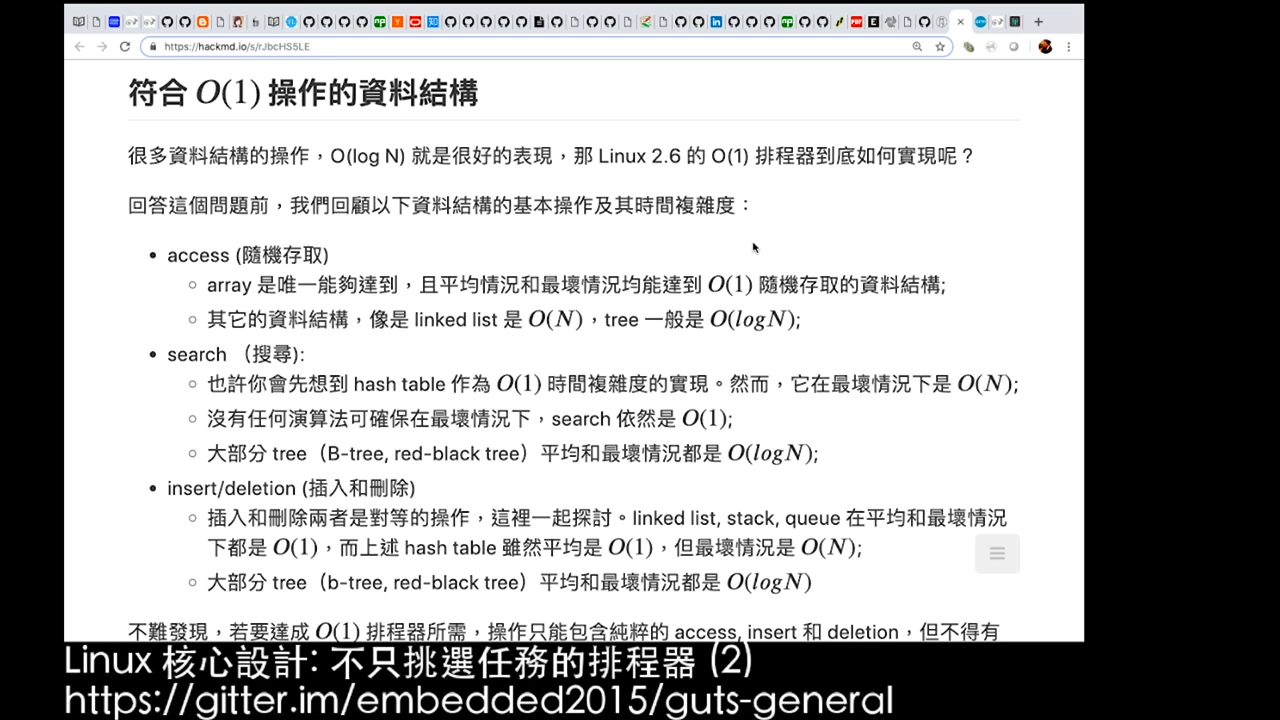 https://hackmd.io/s/rJbcHS5LE
符合 O(1) 操作的資料結構
很多資料結構的操作，O(log N) 就是很好的表現，那 Linux 2.6 的 O(1) 排程器到底如何實現呢？
回答這個問題前，我們回顧以下資料結構的基本操作及其時間複雜度：
• access (隨機存取)
◦ array 是唯一能夠達到，且平均情況和最壞情況均能達到 O(1) 隨機存取的資料結構;
◦ 其它的資料結構，像是 linked list 是 O(N)，tree 一般是 O(logN);
• search （搜尋）:
◦ 也許你會先想到 hash table 作為 O(1) 時間複雜度的實現。然而，它在最壞情況下是 O(N);
◦ 沒有任何演算法可確保在最壞情況下，search 依然是 O(1);
◦ 大部分 tree（B-tree, red-black tree）平均和最壞情況都是 O(logN);
• insert/deletion (插入和刪除)
◦ 插入和刪除兩者是對等的操作，這裡一起探討。linked list, stack, queue 在平均和最壞情況
下都是 O(1)，而上述 hash table 雖然平均是 O(1)，但最壞情況是 O(N);
◦ 大部分 tree（b-tree, red-black tree）平均和最壞情況都是 O(logN)
不難發現，若要達成 O(1) 排程器所需，操作只能包含純粹的 access, insert 和 deletion，但不得有
Linux 核心設計: 不只挑選任務的排程器 (2)
https://gitter.im/embedded2015/guts-general